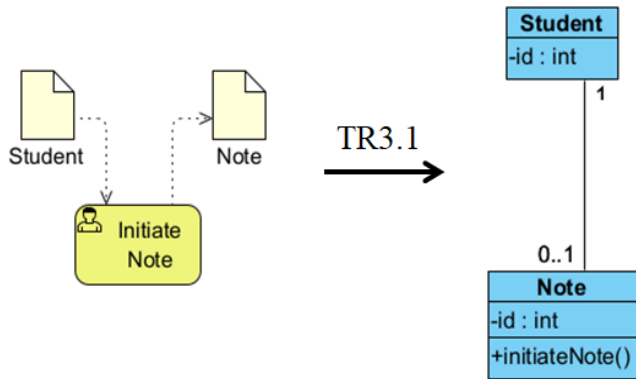 Student
Note
Initiate
Note
TR3.1
Student
-id : int
1
0..1
Note
-id : int
+initiateNote()